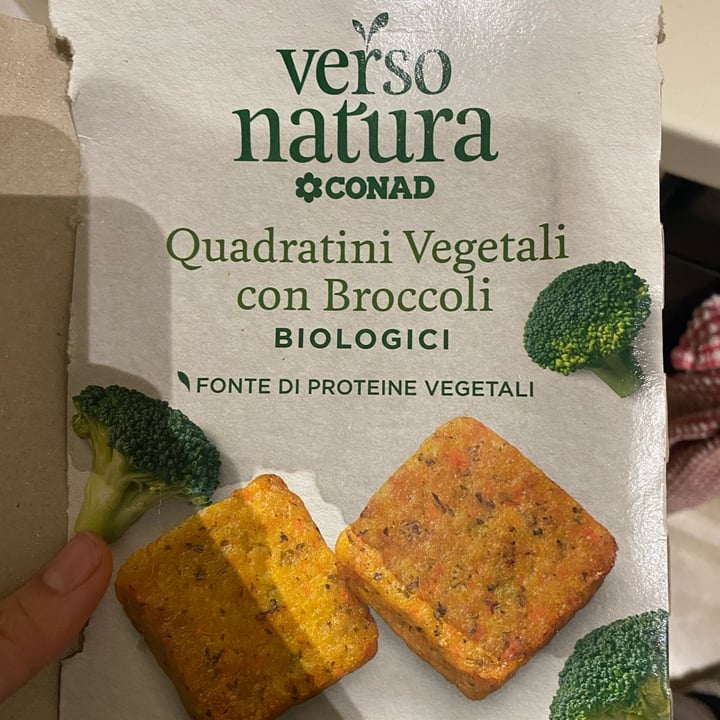 verso
natura
CONAD
Quadratini Vegetali
con Broccoli
BIOLOGICI
FONTE DI PROTEINE VEGETALI